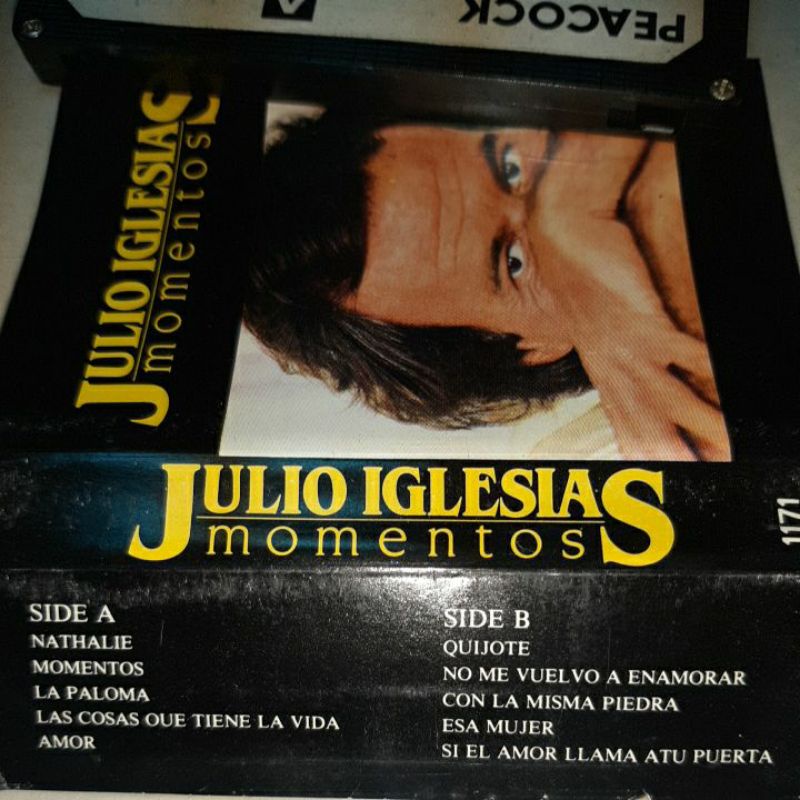 PEACOCK
A
JULIO IGLESIAS
momentos
JULIO IGLESIAS
momentos
1171
SIDE A
NATHALIE
MOMENTOS
LA PALOMA
LAS COSAS QUE TIENE LA VIDA
AMOR
SIDE B
QUIJOTE
NO ME VUELVO A ENAMORAR
CON LA MISMA PIEDRA
ESA MUJER
SI EL AMOR LLAMA ATU PUERTA